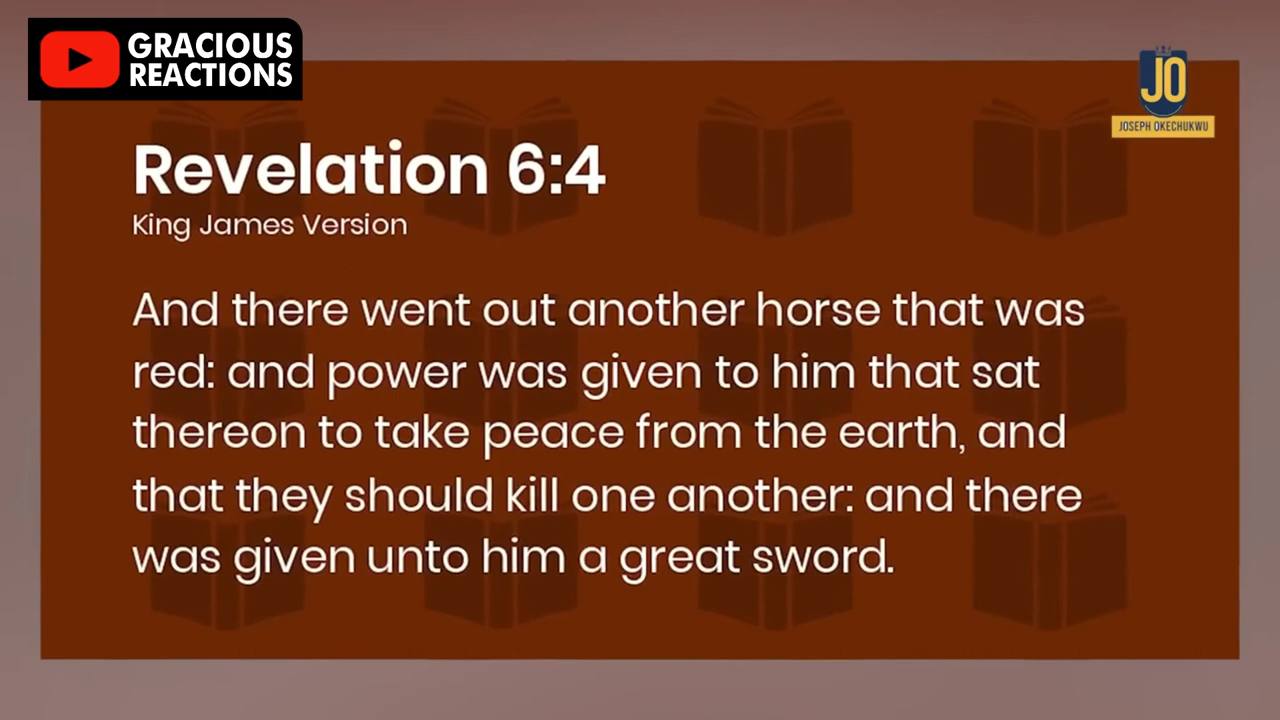 GRACIOUS
REACTIONS
JO
JOSEPH OKECHUKWU
Revelation 6:4
King James Version
And there went out another horse that was
red: and power was given to him that sat
thereon to take peace from the earth, and
that they should kill one another: and there
was given unto him a great sword.